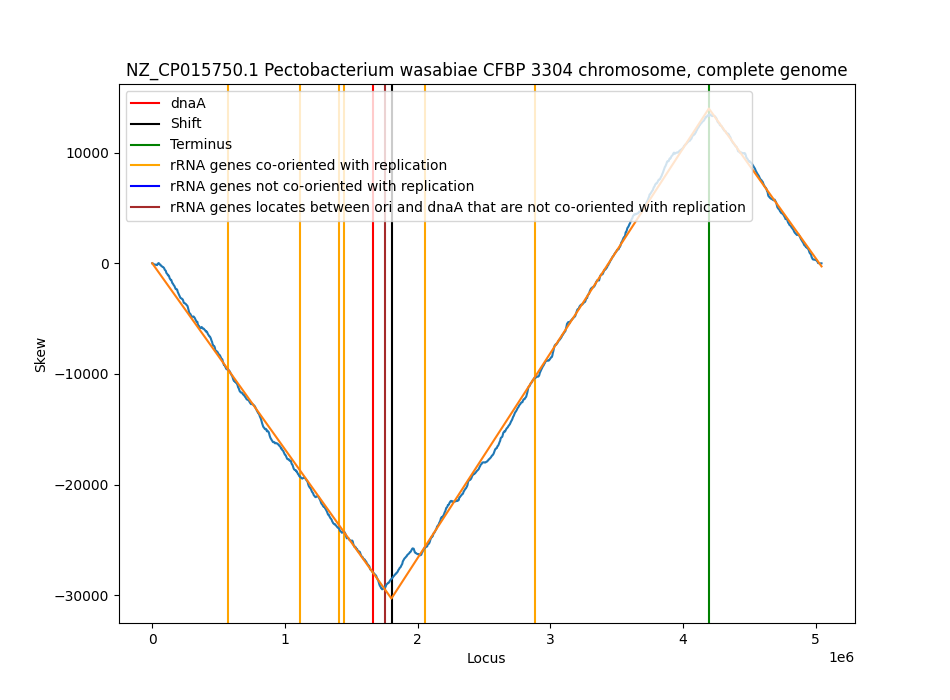 NZ_CP015750.1 Pectobacterium wasabiae CFBP 3304 chromosome, complete genome
dnaA
Shift
Terminus
rRNA genes co-oriented with replication
rRNA genes not co-oriented with replication
rRNA genes locates between ori and dnaA that are not co-oriented with replication
10000
0
−10000
−20000
−30000
Skew
0 1 2 3 4 5
1e6
Locus